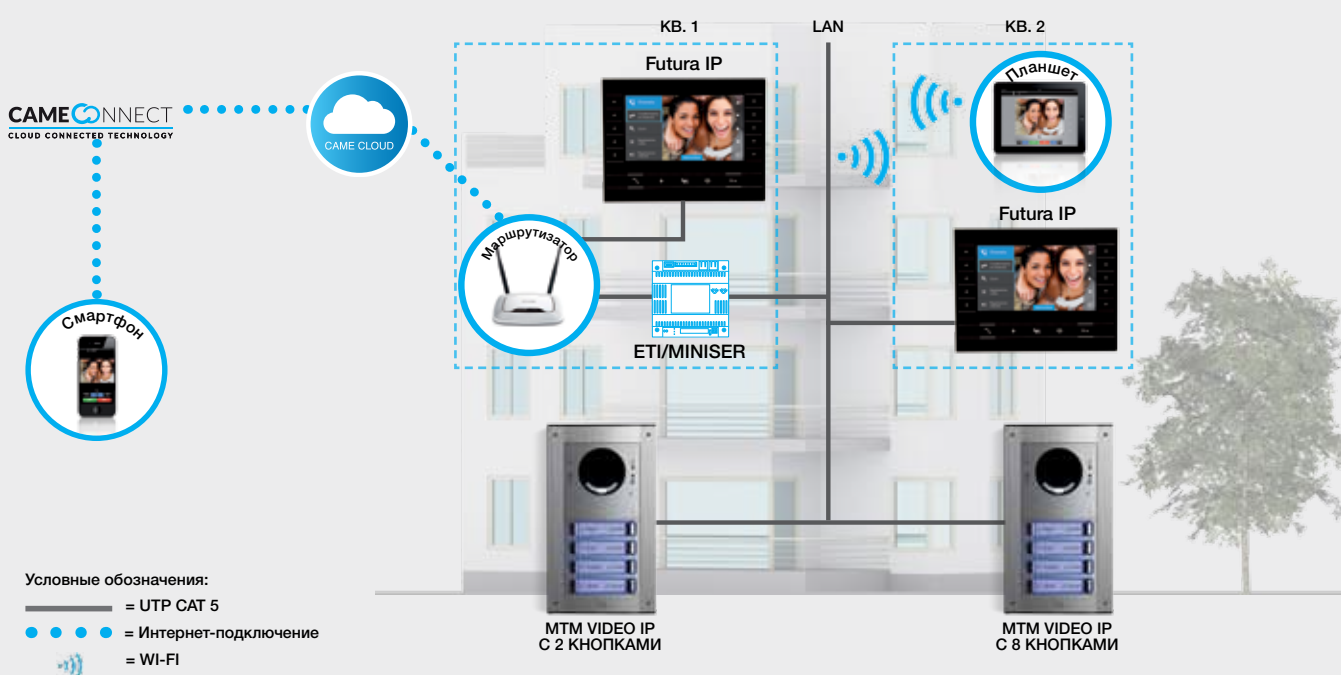 КВ. 1
LAN
КВ. 2
Futura IP
Планшет
CAMECONNECT
CLOUD CONNECTED TECHNOLOGY
CAME CLOUD
Futura IP
Маршрутизатор
Смартфон
ETI/MINISER
Условные обозначения:
= UTP CAT 5
= Интернет-подключение
= WI-FI
MTM VIDEO IP
С 2 КНОПКАМИ
MTM VIDEO IP
С 8 КНОПКАМИ